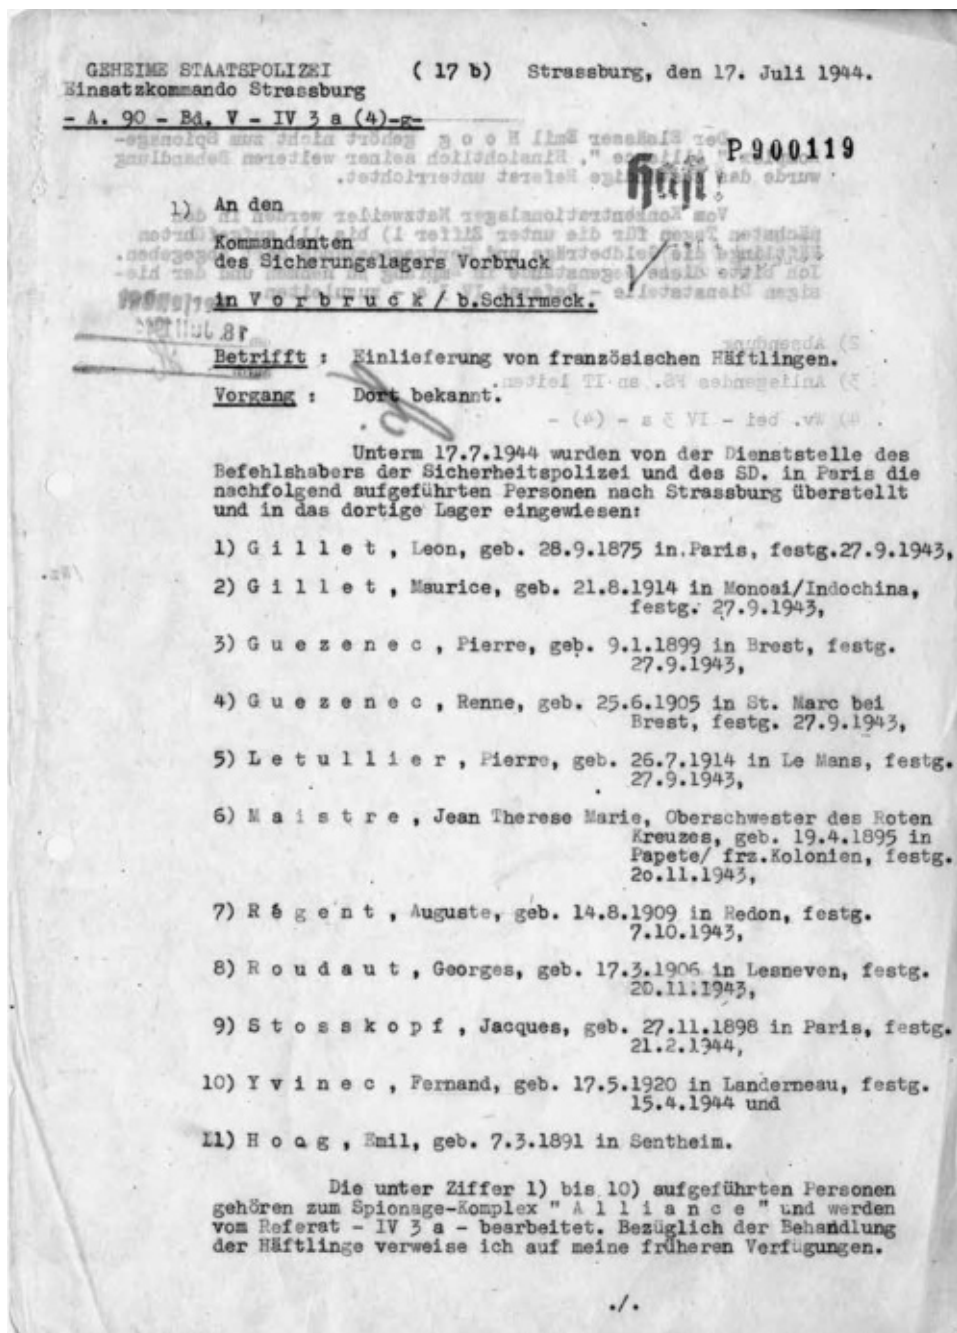 GEHEIME STAATSPOLIZEI ( 17 b) Strassburg, den 17. Juli 1944.
Einsatzkommando Strassburg
- A. 90 - Bd. V - IV 3 a (4)-g-
P 900119
Haft!
1) An den
Kommandanten
des Sicherungslagers Vorbruck
in V o r b r u c k / b.Schirmeck.
Betrifft : Einlieferung von französischen Häftlingen.
Vorgang : Dort bekannt.
Unterm 17.7.1944 wurden von der Dienststelle des
Befehlshabers der Sicherheitspolizei und des SD. in Paris die
nachfolgend aufgeführten Personen nach Strassburg überstellt
und in das dortige Lager eingewiesen:
1) G i l l e t , Leon, geb. 28.9.1875 in Paris, festg.27.9.1943,
2) G i l l e t , Maurice, geb. 21.8.1914 in Monoai/Indochina,
festg. 27.9.1943,
3) G u e z e n e c , Pierre, geb. 9.1.1899 in Brest, festg.
27.9.1943,
4) G u e z e n e c , Renne, geb. 25.6.1905 in St. Marc bei
Brest, festg. 27.9.1943,
5) L e t u l l i e r , Pierre, geb. 26.7.1914 in Le Mans, festg.
27.9.1943,
6) M a i s t r e , Jean Therese Marie, Oberschwester des Roten
Kreuzes, geb. 19.4.1895 in
Papete/ frz.Kolonien, festg.
2o.11.1943,
7) R é g e n t , Auguste, geb. 14.8.1909 in Redon, festg.
7.10.1943,
8) R o u d a u t , Georges, geb. 17.3.1906 in Lesneven, festg.
20.11.1943,
9) S t o s s k o p f , Jacques, geb. 27.11.1898 in Paris, festg.
21.2.1944,
10) Y v i n e c , Fernand, geb. 17.5.1920 in Landerneau, festg.
15.4.1944 und
11) H o o g , Emil, geb. 7.3.1891 in Sentheim.
Die unter Ziffer 1) bis 10) aufgeführten Personen
gehören zum Spionage-Komplex " A l l i a n c e " und werden
vom Referat - IV 3 a - bearbeitet. Bezüglich der Behandlung
der Häftlinge verweise ich auf meine früheren Verfügungen.
./.